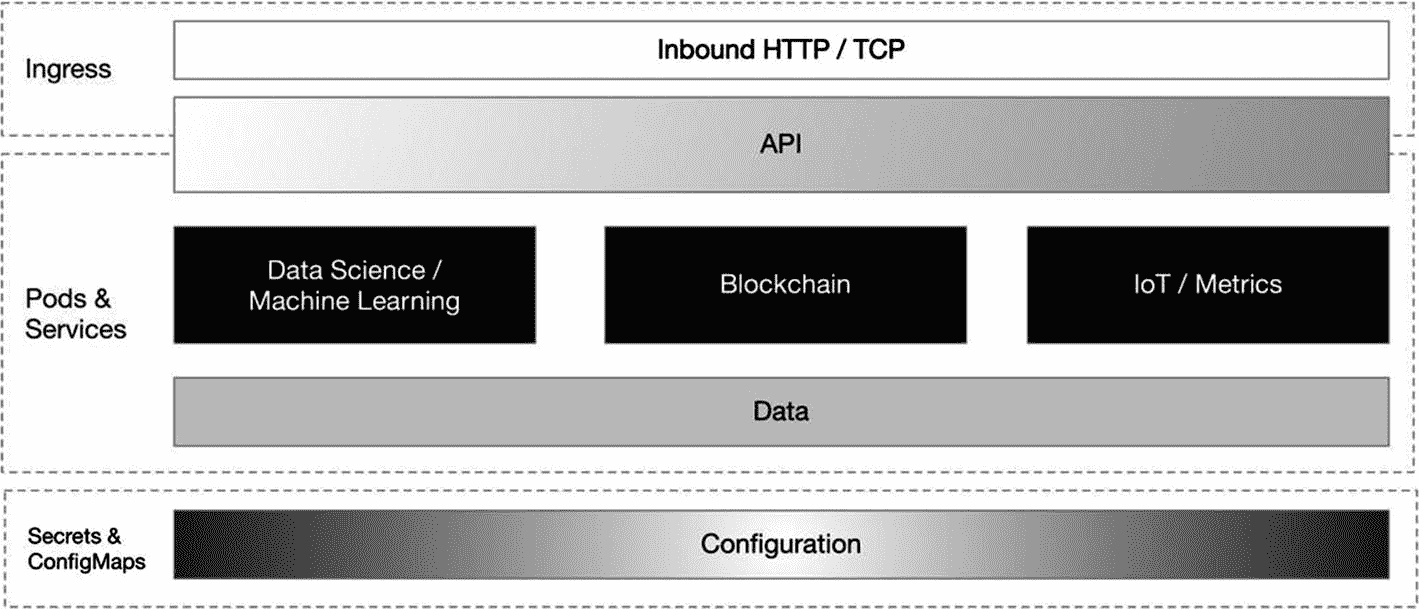 Ingress
Inbound HTTP / TCP
API
Pods &
Services
Data Science /
Machine Learning
Blockchain
IoT / Metrics
Data
Secrets &
ConfigMaps
Configuration